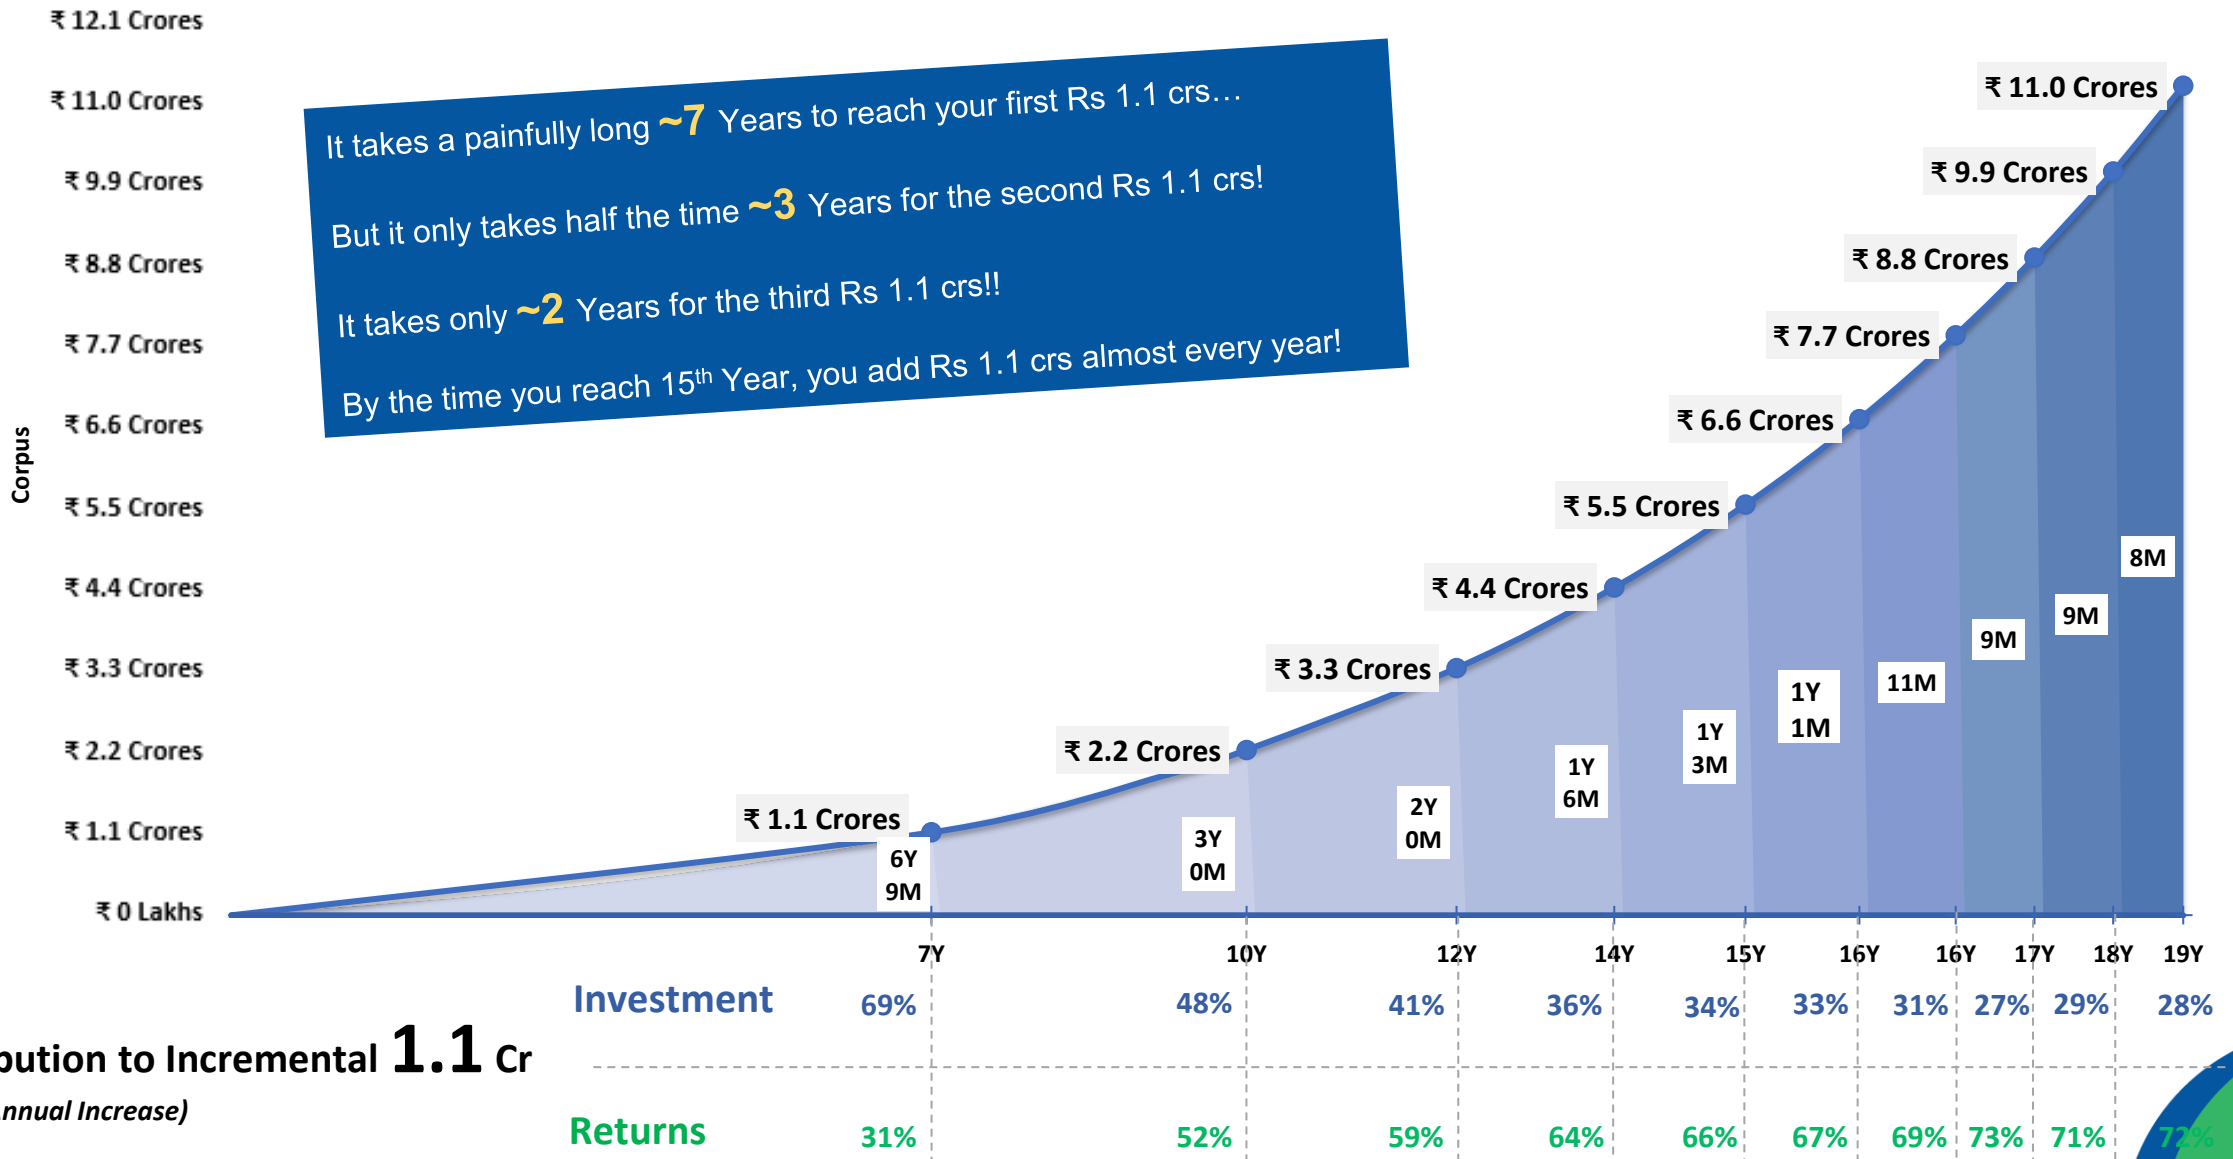 ₹ 12.1 Crores
₹ 11.0 Crores
₹ 9.9 Crores
₹ 8.8 Crores
₹ 7.7 Crores
₹ 6.6 Crores
₹ 5.5 Crores
₹ 4.4 Crores
₹ 3.3 Crores
₹ 2.2 Crores
₹ 1.1 Crores
₹ 0 Lakhs
Corpus
It takes a painfully long ~7 Years to reach your first Rs 1.1 crs…
But it only takes half the time ~3 Years for the second Rs 1.1 crs!
It takes only ~2 Years for the third Rs 1.1 crs!!
By the time you reach 15th Year, you add Rs 1.1 crs almost every year!
₹ 11.0 Crores
₹ 9.9 Crores
₹ 8.8 Crores
₹ 7.7 Crores
₹ 6.6 Crores
₹ 5.5 Crores
₹ 4.4 Crores
₹ 3.3 Crores
₹ 2.2 Crores
₹ 1.1 Crores
6Y
9M
3Y
0M
2Y
0M
1Y
6M
1Y
3M
1Y
1M
11M
9M
9M
8M
7Y 10Y 12Y 14Y 15Y 16Y 16Y 17Y 18Y 19Y
Investment 69% 48% 41% 36% 34% 33% 31% 27% 29% 28%
bution to Incremental 1.1 Cr
nnual Increase)
Returns 31% 52% 59% 64% 66% 67% 69% 73% 71% 72%